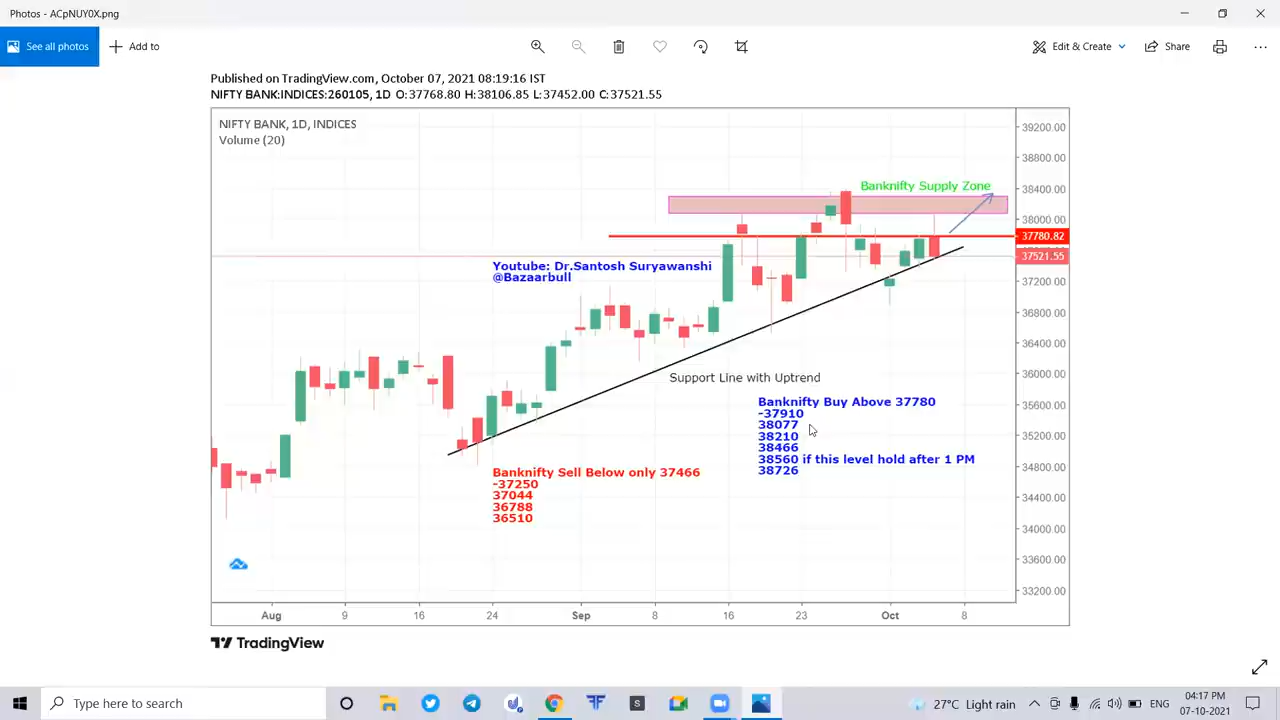 Photos - ACpNUY0X.png
See all photos
Add to
Edit & Create
Share
Published on TradingView.com, October 07, 2021 08:19:16 IST
NIFTY BANK:INDICES:260105, 1D O:37768.80 H:38106.85 L:37452.00 C:37521.55
NIFTY BANK, 1D, INDICES
Volume (20)
39200.00
38800.00
38400.00
38000.00
37780.82
37521.55
37200.00
36800.00
36400.00
36000.00
35600.00
35200.00
34800.00
34400.00
34000.00
33600.00
33200.00
Banknifty Supply Zone
Youtube: Dr.Santosh Suryawanshi
@Bazaarbull
Support Line with Uptrend
Banknifty Buy Above 37780
-37910
38077
38210
38466
38560 if this level hold after 1 PM
38726
Banknifty Sell Below only 37466
-37250
37044
36788
36510
Aug 9 16 24 Sep 8 16 23 Oct 8
TradingView
Type here to search
27°C Light rain
04:17 PM
07-10-2021